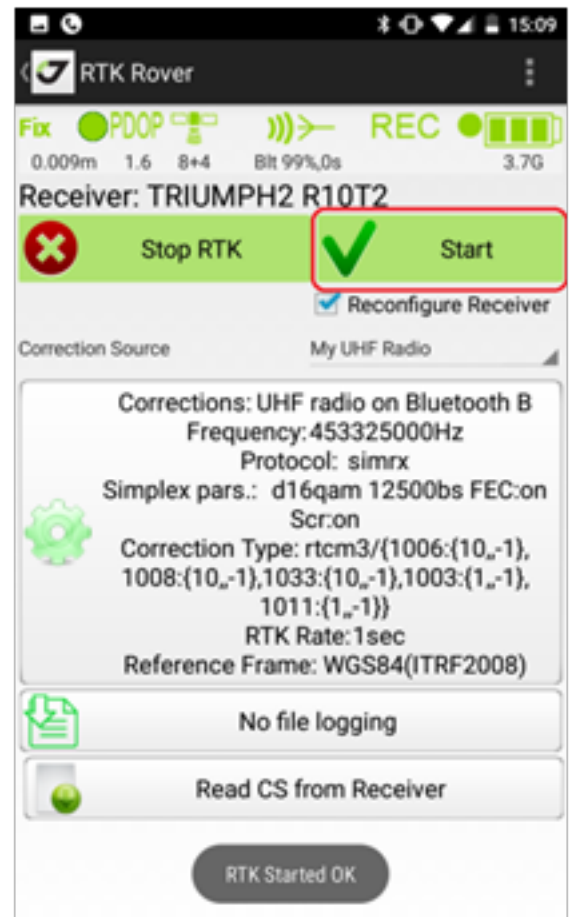 15:09
RTK Rover
Fix PDOP REC
0.009m 1.6 8+4 Blt 99%,0s 3.7G
Receiver: TRIUMPH2 R10T2
Stop RTK Start
Reconfigure Receiver
Correction Source My UHF Radio
Corrections: UHF radio on Bluetooth B
Frequency:453325000Hz
Protocol: simrx
Simplex pars.: d16qam 12500bs FEC:on
Scr:on
Correction Type: rtcm3/{1006:{10,,-1},
1008:{10,,-1},1033:{10,,-1},1003:{1,,-1},
1011:{1,,-1}}
RTK Rate:1sec
Reference Frame: WGS84(ITRF2008)
No file logging
Read CS from Receiver
RTK Started OK